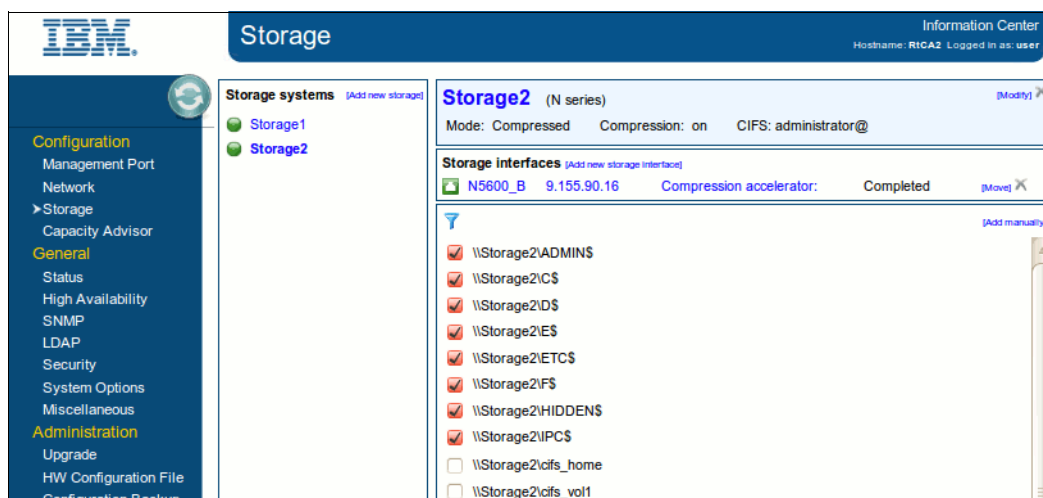 IBM.
Storage
Information Center
Hostname: RtCA2 Logged in as: user
Configuration
Management Port
Network
Storage
Capacity Advisor
General
Status
High Availability
SNMP
LDAP
Security
System Options
Miscellaneous
Administration
Upgrade
HW Configuration File
Configuration Backup
Storage systems [Add new storage]
Storage1
Storage2
Storage2 (N series) [Modify]
Mode: Compressed Compression: on CIFS: administrator@
Storage interfaces [Add new storage interface]
N5600_B 9.155.90.16 Compression accelerator: Completed [Move]
[Add manually
\\Storage2\ADMIN$
\\Storage2\C$
\\Storage2\D$
\\Storage2\E$
\\Storage2\ETC$
\\Storage2\F$
\\Storage2\HIDDEN$
\\Storage2\IPC$
\\Storage2\cifs_home
\\Storage2\cifs_vol1